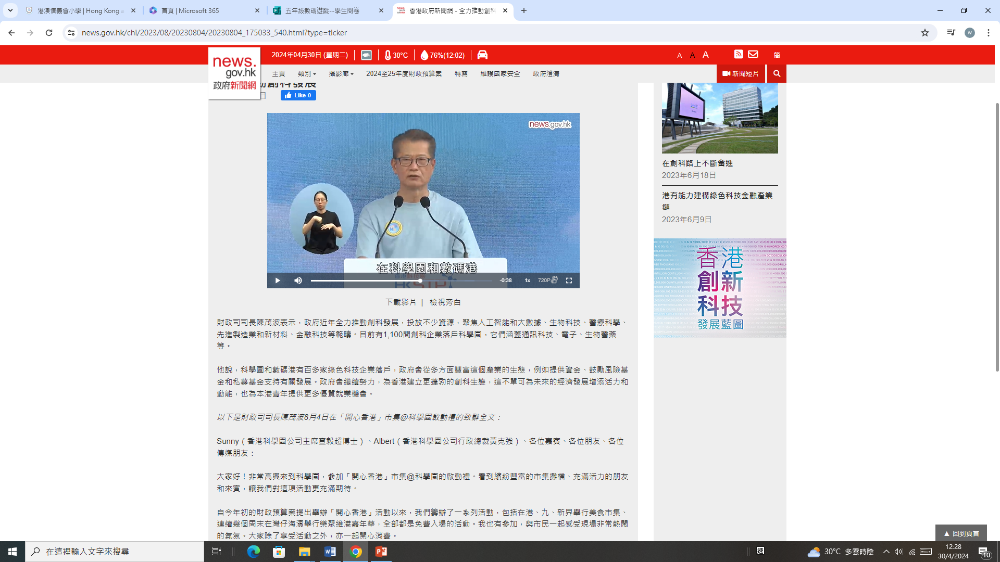 港澳信義會小學 | Hong Kong a
首頁 | Microsoft 365
五年級數碼遊蹤--學生問卷
香港政府新聞網 - 全力推動創科
news.gov.hk/chi/2023/08/20230804/20230804_175033_540.html?type=ticker
W
2024年04月30日 (星期二)
30°C
76%(12:02)
A A A
簡
news.
gov.hk
政府新聞網
主頁 類別 攝影廊 2024至25年度財政預算案 特寫 維護國家安全 政府澄清
新聞短片
創科發展
日
Like 0
news.gov.hk
在科學園和數碼港
-0:38 1x 720P
下載影片 | 檢視旁白
財政司司長陳茂波表示，政府近年全力推動創科發展，投放不少資源，聚焦人工智能和大數據、生物科技、醫療科學、
先進製造業和新材料、金融科技等範疇。目前有1,100間創科企業落戶科學園，它們涵蓋通訊科技、電子、生物醫藥
等。
他說，科學園和數碼港有百多家綠色科技企業落戶，政府會從多方面豐富這個產業的生態，例如提供資金、鼓勵風險基
金和私募基金支持有關發展。政府會繼續努力，為香港建立更蓬勃的創科生態，這不單可為未來的經濟發展增添活力和
動能，也為本港青年提供更多優質就業機會。
以下是財政司司長陳茂波8月4日在「開心香港」市集@科學園啟動禮的致辭全文：
Sunny（香港科學園公司主席查毅超博士）、Albert（香港科學園公司行政總裁黃克強）、各位嘉賓、各位朋友、各位
傳媒朋友：
大家好！非常高興來到科學園，參加「開心香港」市集@科學園的啟動禮。看到繽紛豐富的市集攤檔、充滿活力的朋友
和來賓，讓我們對這項活動更充滿期待。
自今年初的財政預算案提出舉辦「開心香港」活動以來，我們籌辦了一系列活動，包括在港、九、新界舉行美食市集、
連續幾個周末在灣仔海濱舉行樂聚維港嘉年華，全部都是免費入場的活動。我也有參加，與市民一起感受現場非常熱鬧
的氣氛。大家除了享受活動之外，亦一起開心消費。
在創科路上不斷奮進
2023年6月18日
港有能力建構綠色科技金融產業
鏈
2023年6月9日
香港
創新
科技
發展藍圖
▲ 回到頁首
在這裡輸入文字來搜尋
速
30°C 多雲時陰
12:28
30/4/2024
10